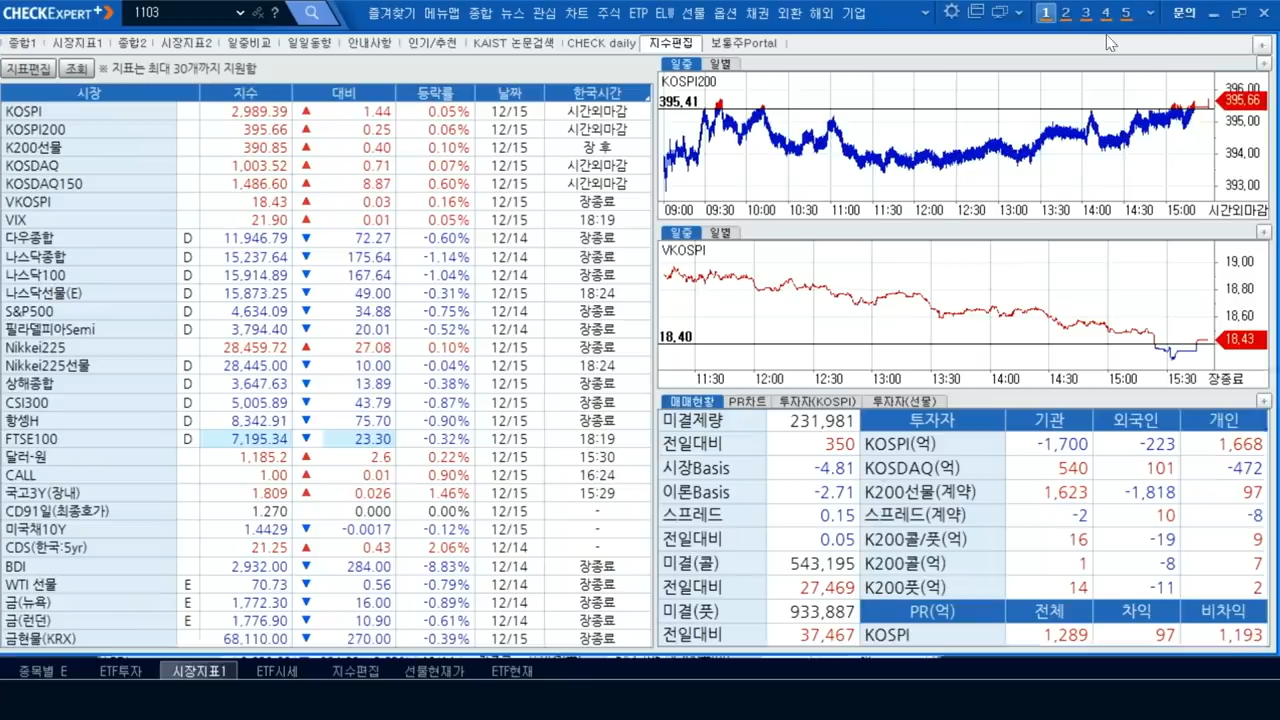 CHECK EXPERT+ 1103 ? 즐겨찾기 메뉴맵 종합 뉴스 관심 차트 주식 ETP ELW 선물 옵션 채권 외환 해외 기업 1 2 3 4 5 문의
종합1 시장지표1 종합2 시장지표2 일중비교 일일동향 안내사항 인기/추천 KAIST 논문검색 CHECK daily 지수편집 보통주Portal
지표편집 조회 ※ 지표는 최대 30개까지 지원함
시장 지수 대비 등락률 날짜 한국시간
KOSPI 2,989.39 ▲ 1.44 0.05% 12/15 시간외마감
KOSPI200 395.66 ▲ 0.25 0.06% 12/15 시간외마감
K200선물 390.85 ▲ 0.40 0.10% 12/15 장 후
KOSDAQ 1,003.52 ▲ 0.71 0.07% 12/15 시간외마감
KOSDAQ150 1,486.60 ▲ 8.87 0.60% 12/15 시간외마감
VKOSPI 18.43 ▲ 0.03 0.16% 12/15 장종료
VIX 21.90 ▲ 0.01 0.05% 12/15 18:19
다우종합 D 11,946.79 ▼ 72.27 -0.60% 12/14 장종료
나스닥종합 D 15,237.64 ▼ 175.64 -1.14% 12/14 장종료
나스닥100 D 15,914.89 ▼ 167.64 -1.04% 12/14 장종료
나스닥선물(E) D 15,873.25 ▼ 49.00 -0.31% 12/15 18:24
S&P500 D 4,634.09 ▼ 34.88 -0.75% 12/14 장종료
필라델피아Semi D 3,794.40 ▼ 20.01 -0.52% 12/14 장종료
Nikkei225 28,459.72 ▲ 27.08 0.10% 12/15 장종료
Nikkei225선물 D 28,445.00 ▼ 10.00 -0.04% 12/15 18:24
상해종합 D 3,647.63 ▼ 13.89 -0.38% 12/15 장종료
CSI300 D 5,005.89 ▼ 43.79 -0.87% 12/15 장종료
항셍H D 8,342.91 ▼ 75.70 -0.90% 12/15 장종료
FTSE100 D 7,195.34 ▼ 23.30 -0.32% 12/15 18:19
달러-원 1,185.2 ▲ 2.6 0.22% 12/15 15:30
CALL 1.00 ▲ 0.01 0.90% 12/15 16:24
국고3Y(장내) 1.809 ▲ 0.026 1.46% 12/15 15:29
CD91일(최종호가) 1.270 0.000 0.00% 12/15 -
미국채10Y 1.4429 ▼ -0.0017 -0.12% 12/15 -
CDS(한국:5yr) 21.25 ▲ 0.43 2.06% 12/14 -
BDI 2,932.00 ▼ 284.00 -8.83% 12/14 장종료
WTI 선물 E 70.73 ▼ 0.56 -0.79% 12/14 장종료
금(뉴욕) E 1,772.30 ▼ 16.00 -0.89% 12/14 장종료
금(런던) E 1,776.90 ▼ 10.90 -0.61% 12/14 장종료
금현물(KRX) 68,110.00 ▼ 270.00 -0.39% 12/15 장종료
일중 일별
KOSPI200
396.00
395.41 395.66
395.00
394.00
393.00
09:00 09:30 10:00 10:30 11:00 11:30 12:00 12:30 13:00 13:30 14:00 14:30 15:00 시간외마감
일중 일별
VKOSPI
19.00
18.80
18.60
18.40 18.43
11:30 12:00 12:30 13:00 13:30 14:00 14:30 15:00 15:30 장종료
매매현황 PR차트 투자자(KOSPI) 투자자(선물)
미결제량 231,981 투자자 기관 외국인 개인
전일대비 350 KOSPI(억) -1,700 -223 1,668
시장Basis -4.81 KOSDAQ(억) 540 101 -472
이론Basis -2.71 K200선물(계약) 1,623 -1,818 97
스프레드 0.15 스프레드(계약) -2 10 -8
전일대비 0.05 K200콜/풋(억) 16 -19 9
미결(콜) 543,195 K200콜(억) 1 -8 7
전일대비 27,469 K200풋(억) 14 -11 2
미결(풋) 933,887 PR(억) 전체 차익 비차익
전일대비 37,467 KOSPI 1,289 97 1,193
종목별 E ETF투자 시장지표1 ETF시세 지수편집 선물현재가 ETF현재